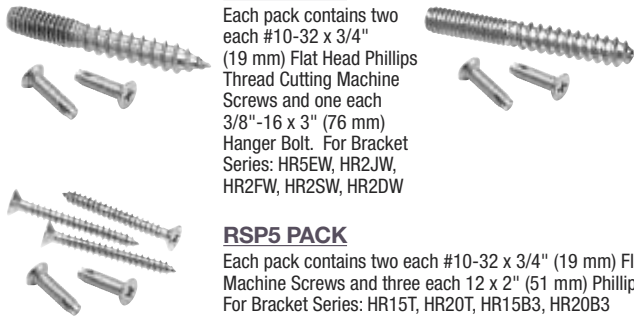 Each pack contains two
each #10-32 x 3/4"
(19 mm) Flat Head Phillips
Thread Cutting Machine
Screws and one each
3/8"-16 x 3" (76 mm)
Hanger Bolt. For Bracket
Series: HR5EW, HR2JW,
HR2FW, HR2SW, HR2DW
RSP5 PACK
Each pack contains two each #10-32 x 3/4" (19 mm) Fl
Machine Screws and three each 12 x 2" (51 mm) Phillip
For Bracket Series: HR15T, HR20T, HR15B3, HR20B3